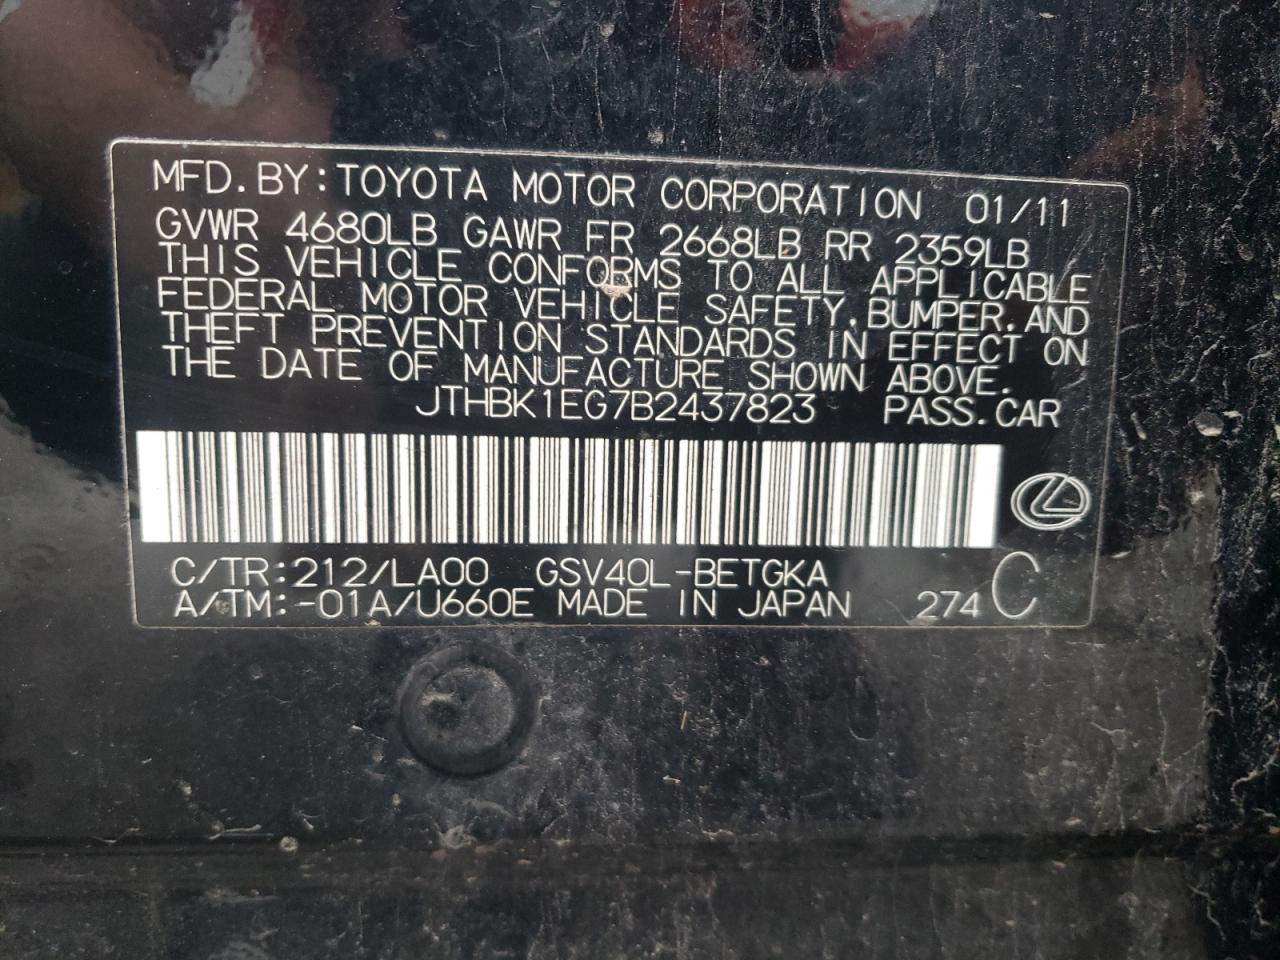 MFD.BY:TOYOTA MOTOR CORPORATION 01/11
GVWR 4680LB GAWR FR 2668LB RR 2359LB
THIS VEHICLE CONFORMS TO ALL APPLICABLE
FEDERAL MOTOR VEHICLE SAFETY,BUMPER,AND
THEFT PREVENTION STANDARDS IN EFFECT ON
THE DATE OF MANUFACTURE SHOWN ABOVE.
JTHBK1EG7B2437823 PASS.CAR
C/TR:212/LA00 GSV40L-BETGKA
A/TM:-01A/U660E MADE IN JAPAN 274 C